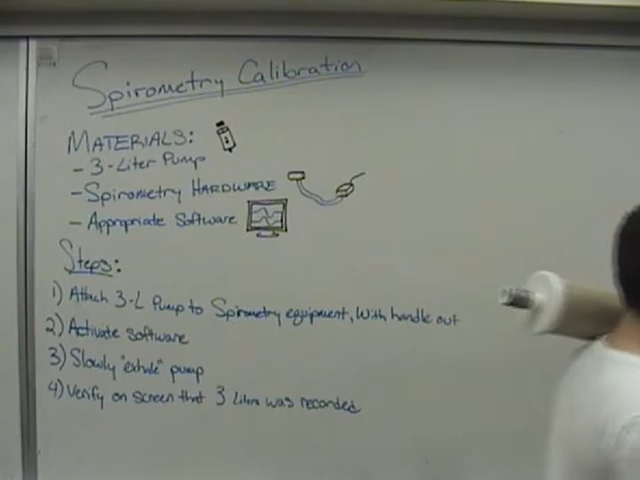 Spirometry Calibration
MATERIALS:
- 3-Liter Pump
- Spirometry HARDWARE
- Appropriate Software
Steps:
1) Attach 3-L Pump to Spirometry equipment, With handle out
2) Activate software
3) Slowly "exhale" pump
4) Verify on screen that 3 liters was recorded